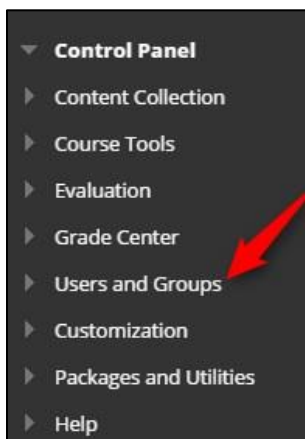 Control Panel
Content Collection
Course Tools
Evaluation
Grade Center
Users and Groups
Customization
Packages and Utilities
Help